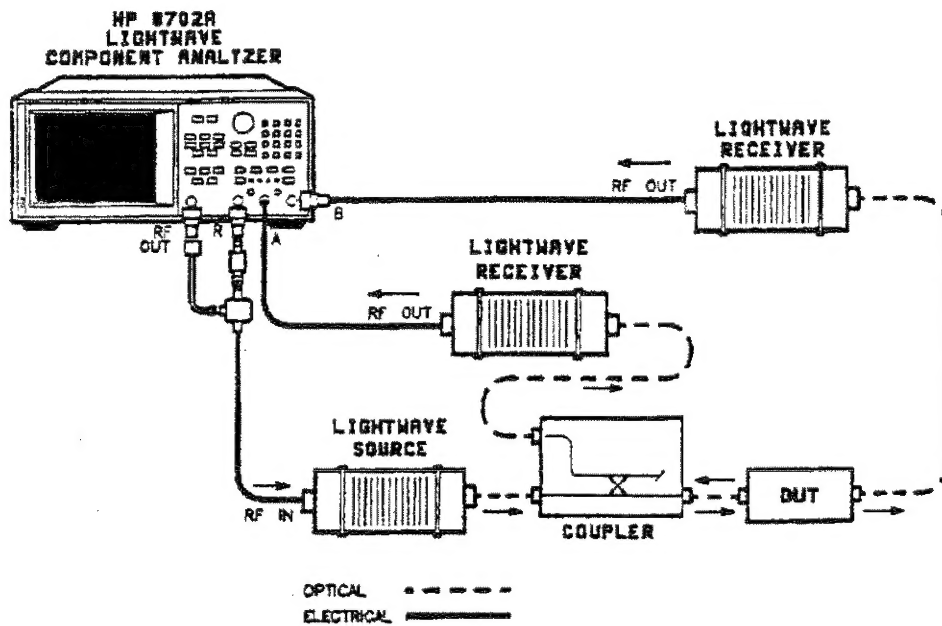 HP 8702A
LIGHTWAVE
COMPONENT ANALYZER
LIGHTWAVE
RECEIVER
RF OUT
B
RF
OUT
R
A
LIGHTWAVE
RECEIVER
RF OUT
LIGHTWAVE
SOURCE
RF IN
COUPLER
DUT
OPTICAL
ELECTRICAL